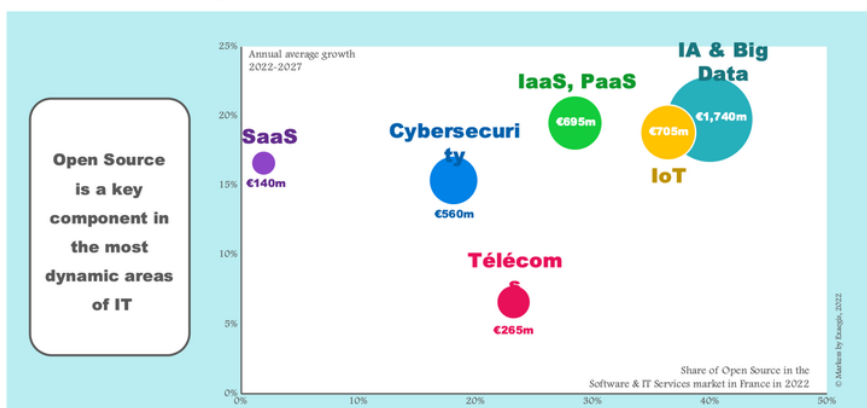 Open Source
is a key
component in
the most
dynamic areas
of IT
25%
20%
15%
10%
5%
0%
Annual average growth
2022-2027
SaaS
€140m
Cybersecuri
ty
€560m
Télécom
s
€265m
IaaS, PaaS
€695m
IA & Big
Data
€1,740m
€705m
IoT
Share of Open Source in the
Software & IT Services market in France in 2022
0%
10%
20%
30%
40%
50%
© Markess by Exaegis, 2022